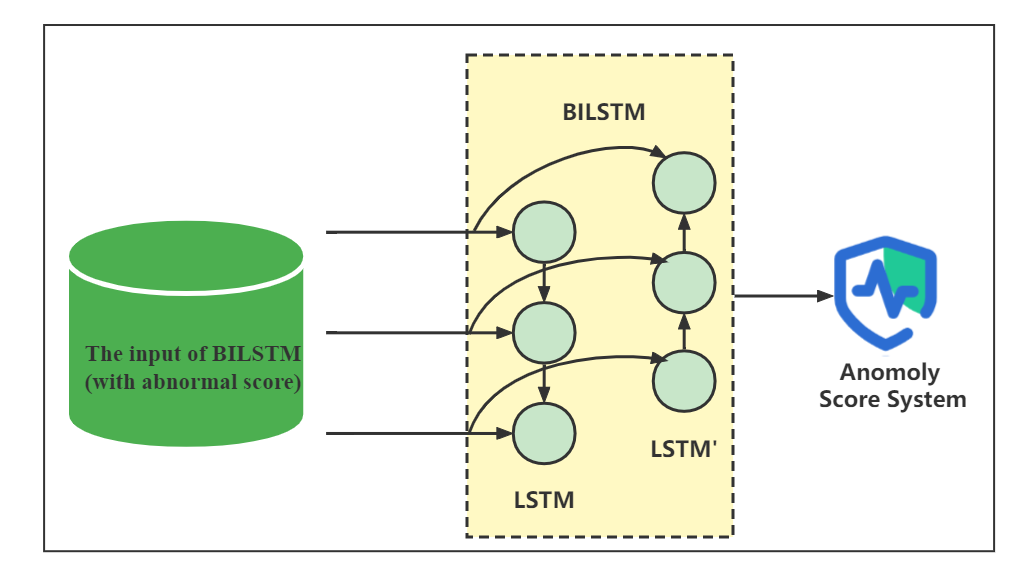 BILSTM
The input of BILSTM
(with abnormal score)
Anomoly
Score System
LSTM'
LSTM